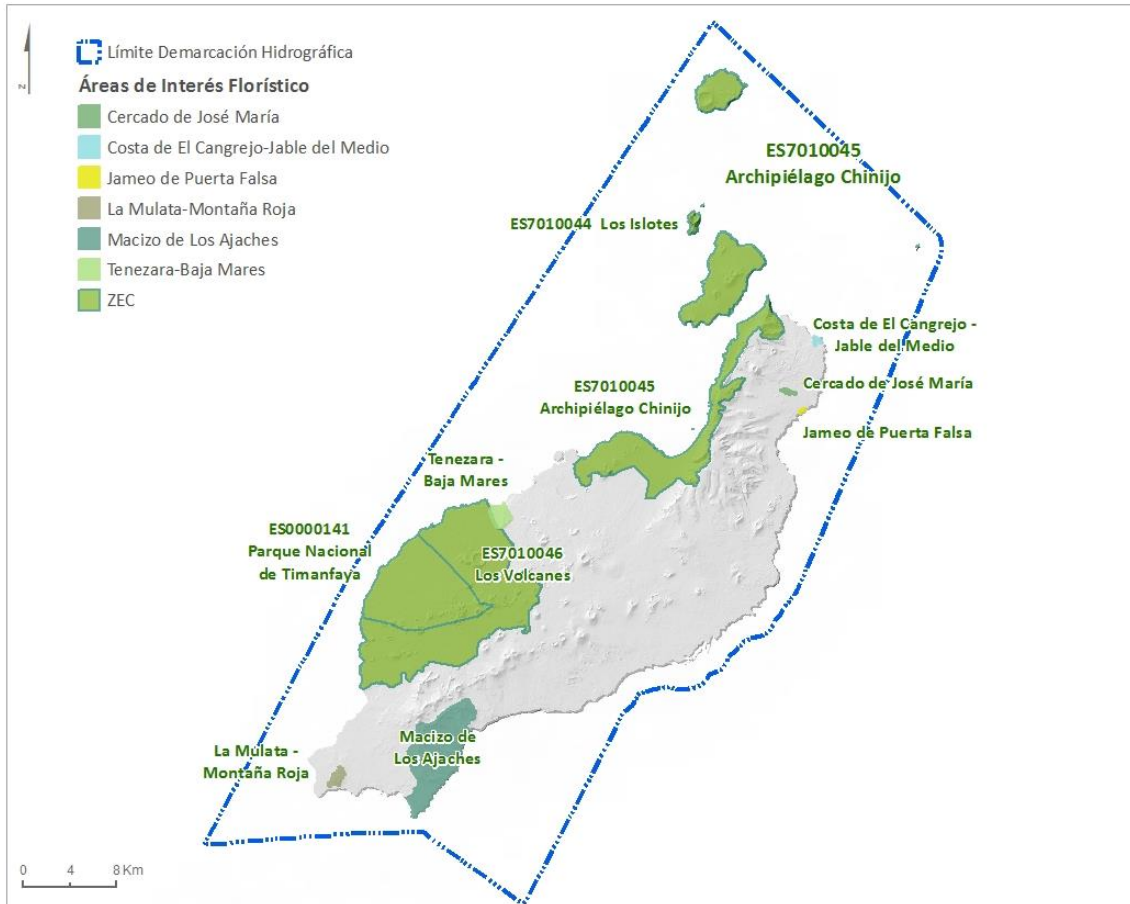 N
Límite Demarcación Hidrográfica
Áreas de Interés Florístico
Cercado de José María
Costa de El Cangrejo-Jable del Medio
Jameo de Puerta Falsa
La Mulata-Montaña Roja
Macizo de Los Ajaches
Tenezara-Baja Mares
ZEC
ES7010045
Archipiélago Chinijo
ES7010044 Los Islotes
Costa de El Cangrejo -
Jable del Medio
ES7010045
Archipiélago Chinijo
Cercado de José María
Jameo de Puerta Falsa
Tenezara -
Baja Mares
ES0000141
Parque Nacional
de Timanfaya
ES7010046
Los Volcanes
Macizo de
Los Ajaches
La Mulata -
Montaña Roja
0 4 8 Km